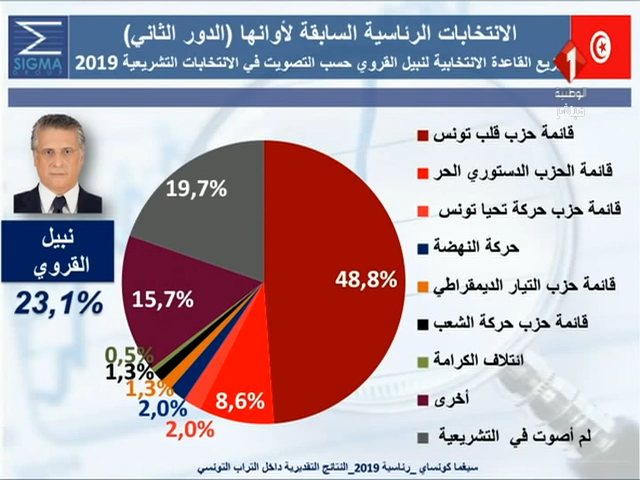 الانتخابات الرئاسية السابقة لأوانها (الدور الثاني)
القاعدة الانتخابية لنبيل القروي حسب التصويت في الانتخابات التشريعية 2019
SIGMA
GROUP
1
الوطنية
مباشر
نبيل
القروي
23,1%
19,7%
48,8%
15,7%
0,5%
1,3%
1,3%
2,0%
2,0%
8,6%
قائمة حزب قلب تونس
قائمة الحزب الدستوري الحر
قائمة حزب حركة تحيا تونس
حركة النهضة
قائمة حزب التيار الديمقراطي
قائمة حزب حركة الشعب
ائتلاف الكرامة
أخرى
لم أصوت في التشريعية
سيغما كونساي _رئاسية 2019_النتائج التقديرية داخل التراب التونسي